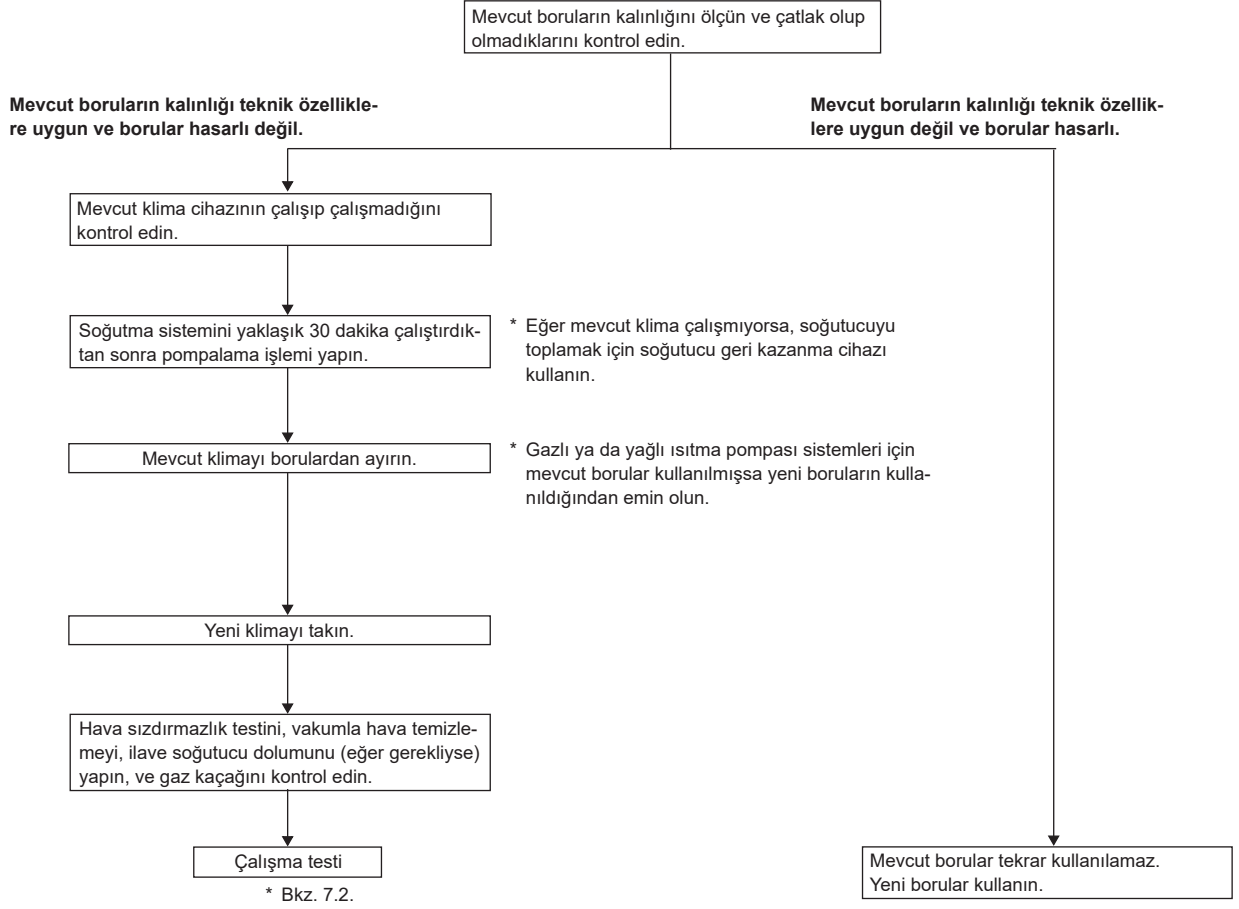 Mevcut boruların kalınlığını ölçün ve çatlak olup
olmadıklarını kontrol edin.
Mevcut boruların kalınlığı teknik özellikle-
re uygun ve borular hasarlı değil.
Mevcut boruların kalınlığı teknik özellik-
lere uygun değil ve borular hasarlı.
Mevcut klima cihazının çalışıp çalışmadığını
kontrol edin.
Soğutma sistemini yaklaşık 30 dakika çalıştırdık-
tan sonra pompalama işlemi yapın.
* Eğer mevcut klima çalışmıyorsa, soğutucuyu
toplamak için soğutucu geri kazanma cihazı
kullanın.
Mevcut klimayı borulardan ayırın.
* Gazlı ya da yağlı ısıtma pompası sistemleri için
mevcut borular kullanılmışsa yeni boruların kulla-
nıldığından emin olun.
Yeni klimayı takın.
Hava sızdırmazlık testini, vakumla hava temizle-
meyi, ilave soğutucu dolumunu (eğer gerekliyse)
yapın, ve gaz kaçağını kontrol edin.
Çalışma testi
* Bkz. 7.2.
Mevcut borular tekrar kullanılamaz.
Yeni borular kullanın.